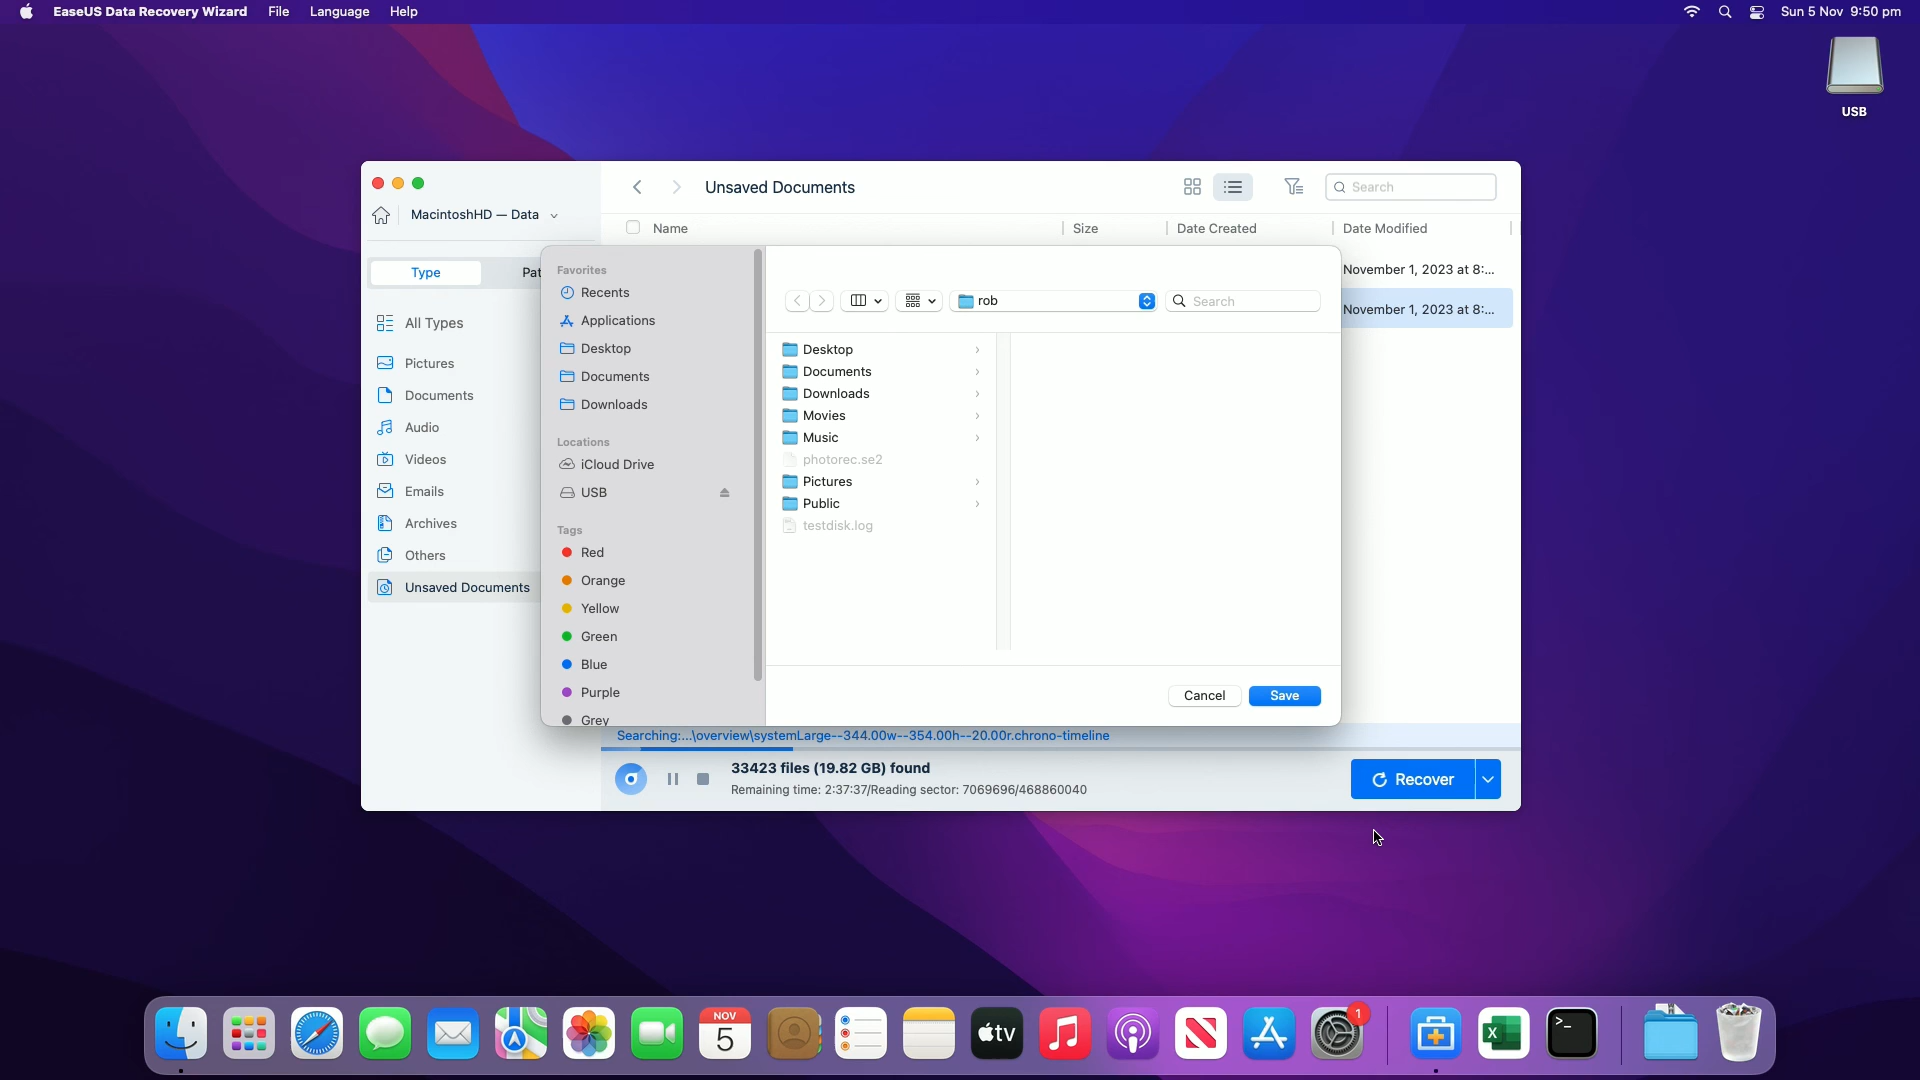 EaseUS Data Recovery Wizard File Language Help
Sun 5 Nov 9:50 pm
USB
Unsaved Documents
Search
MacintoshHD — Data
Name Size Date Created Date Modified
Type
November 1, 2023 at 8:...
November 1, 2023 at 8:...
All Types
Pictures
Documents
Audio
Videos
Emails
Archives
Others
Unsaved Documents
Favorites
Recents
Applications
Desktop
Documents
Downloads
Locations
iCloud Drive
USB
Tags
Red
Orange
Yellow
Green
Blue
Purple
Grey
rob
Search
Desktop
Documents
Downloads
Movies
Music
photorec.se2
Pictures
Public
testdisk.log
Cancel Save
Searching:...\overview\systemLarge--344.00w--354.00h--20.00r.chrono-timeline
33423 files (19.82 GB) found
Remaining time: 2:37:37/Reading sector: 7069696/468860040
Recover
NOV
5
tv
1